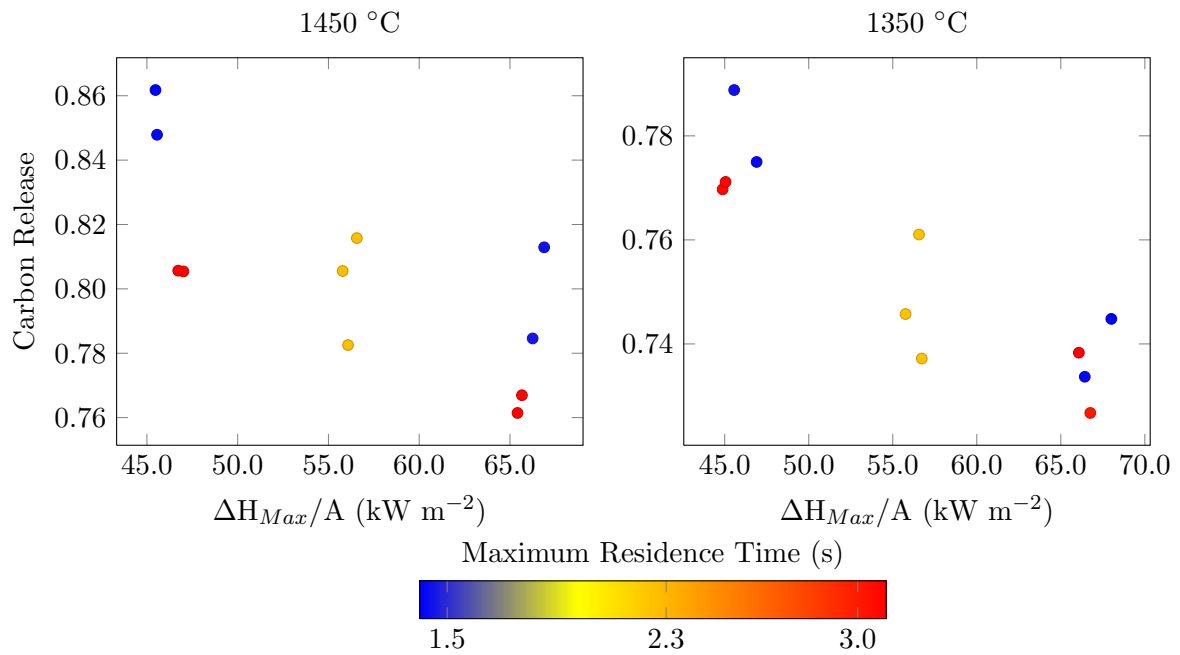 1450 °C
1350 °C
Carbon Release
0.86
0.84
0.82
0.80
0.78
0.76
45.0 50.0 55.0 60.0 65.0
ΔH_Max/A (kW m⁻²)
0.78
0.76
0.74
45.0 50.0 55.0 60.0 65.0 70.0
ΔH_Max/A (kW m⁻²)
Maximum Residence Time (s)
1.5 2.3 3.0